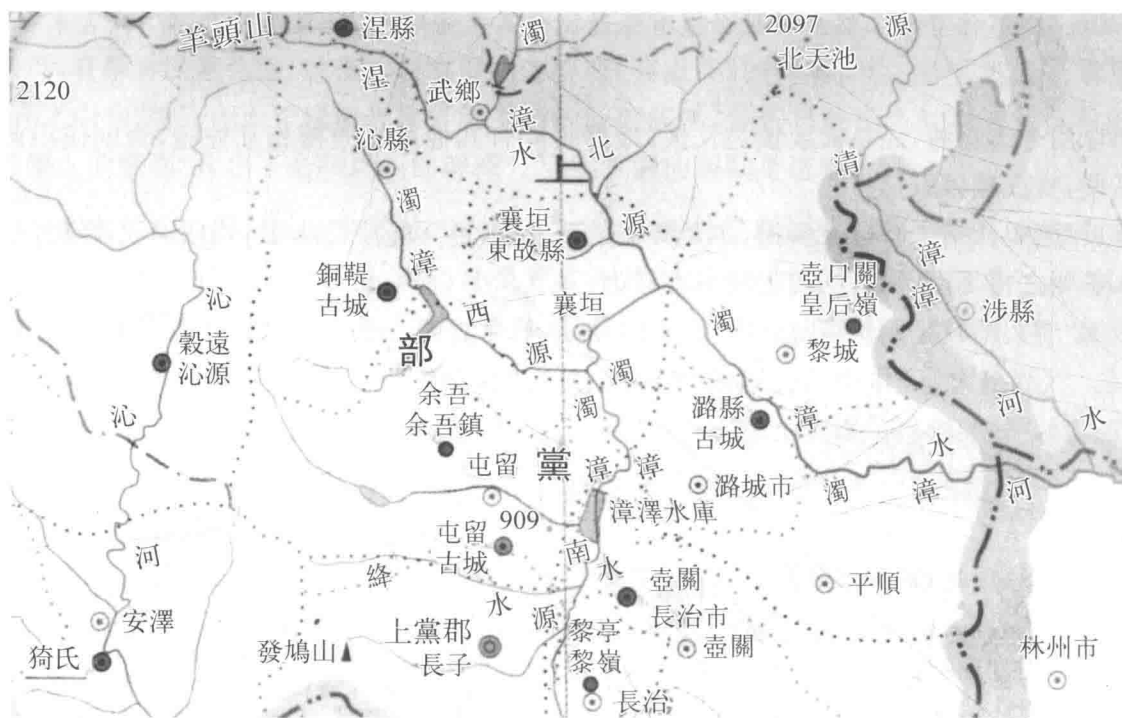 2097
北天池
源
羊頭山
涅縣
濁
2120
涅
武鄉
漳
水
沁縣
北
上
清
濁
源
漳
襄垣
東故縣
漳
銅鞮
古城
西
襄垣
壺口關
皇后嶺
漳
涉縣
沁
濁
穀遠
沁源
部
源
濁
黎城
余吾
余吾鎮
濁
潞縣
古城
漳
河
水
沁
屯留
黨
漳
漳
潞城市
水
濁
漳
河
909
漳澤水庫
屯留
古城
南
水
河
絳
水
源
壺關
平順
安澤
上黨郡
長子
長治市
黎亭
黎嶺
壺關
猗氏
發鳩山
林州市
長治